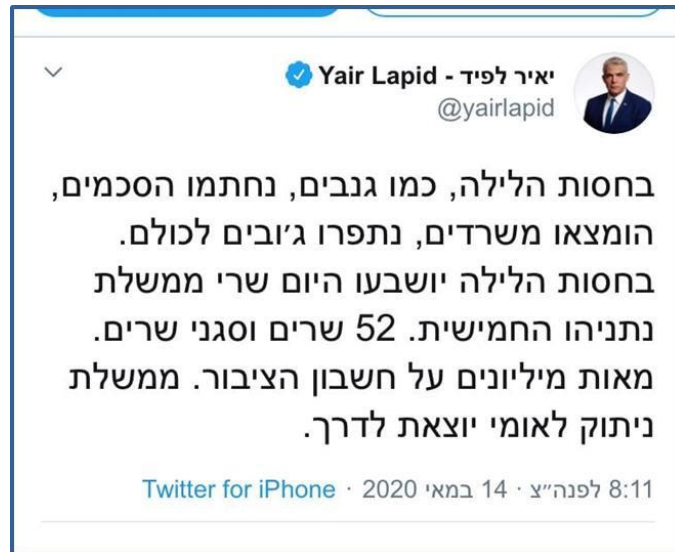 יאיר לפיד - Yair Lapid
@yairlapid
בחסות הלילה, כמו גנבים, נחתמו הסכמים,
הומצאו משרדים, נתפרו ג׳ובים לכולם.
בחסות הלילה יושבעו היום שרי ממשלת
נתניהו החמישית. 52 שרים וסגני שרים.
מאות מיליונים על חשבון הציבור. ממשלת
ניתוק לאומי יוצאת לדרך.
8:11 לפנה״צ · 14 במאי 2020 · Twitter for iPhone